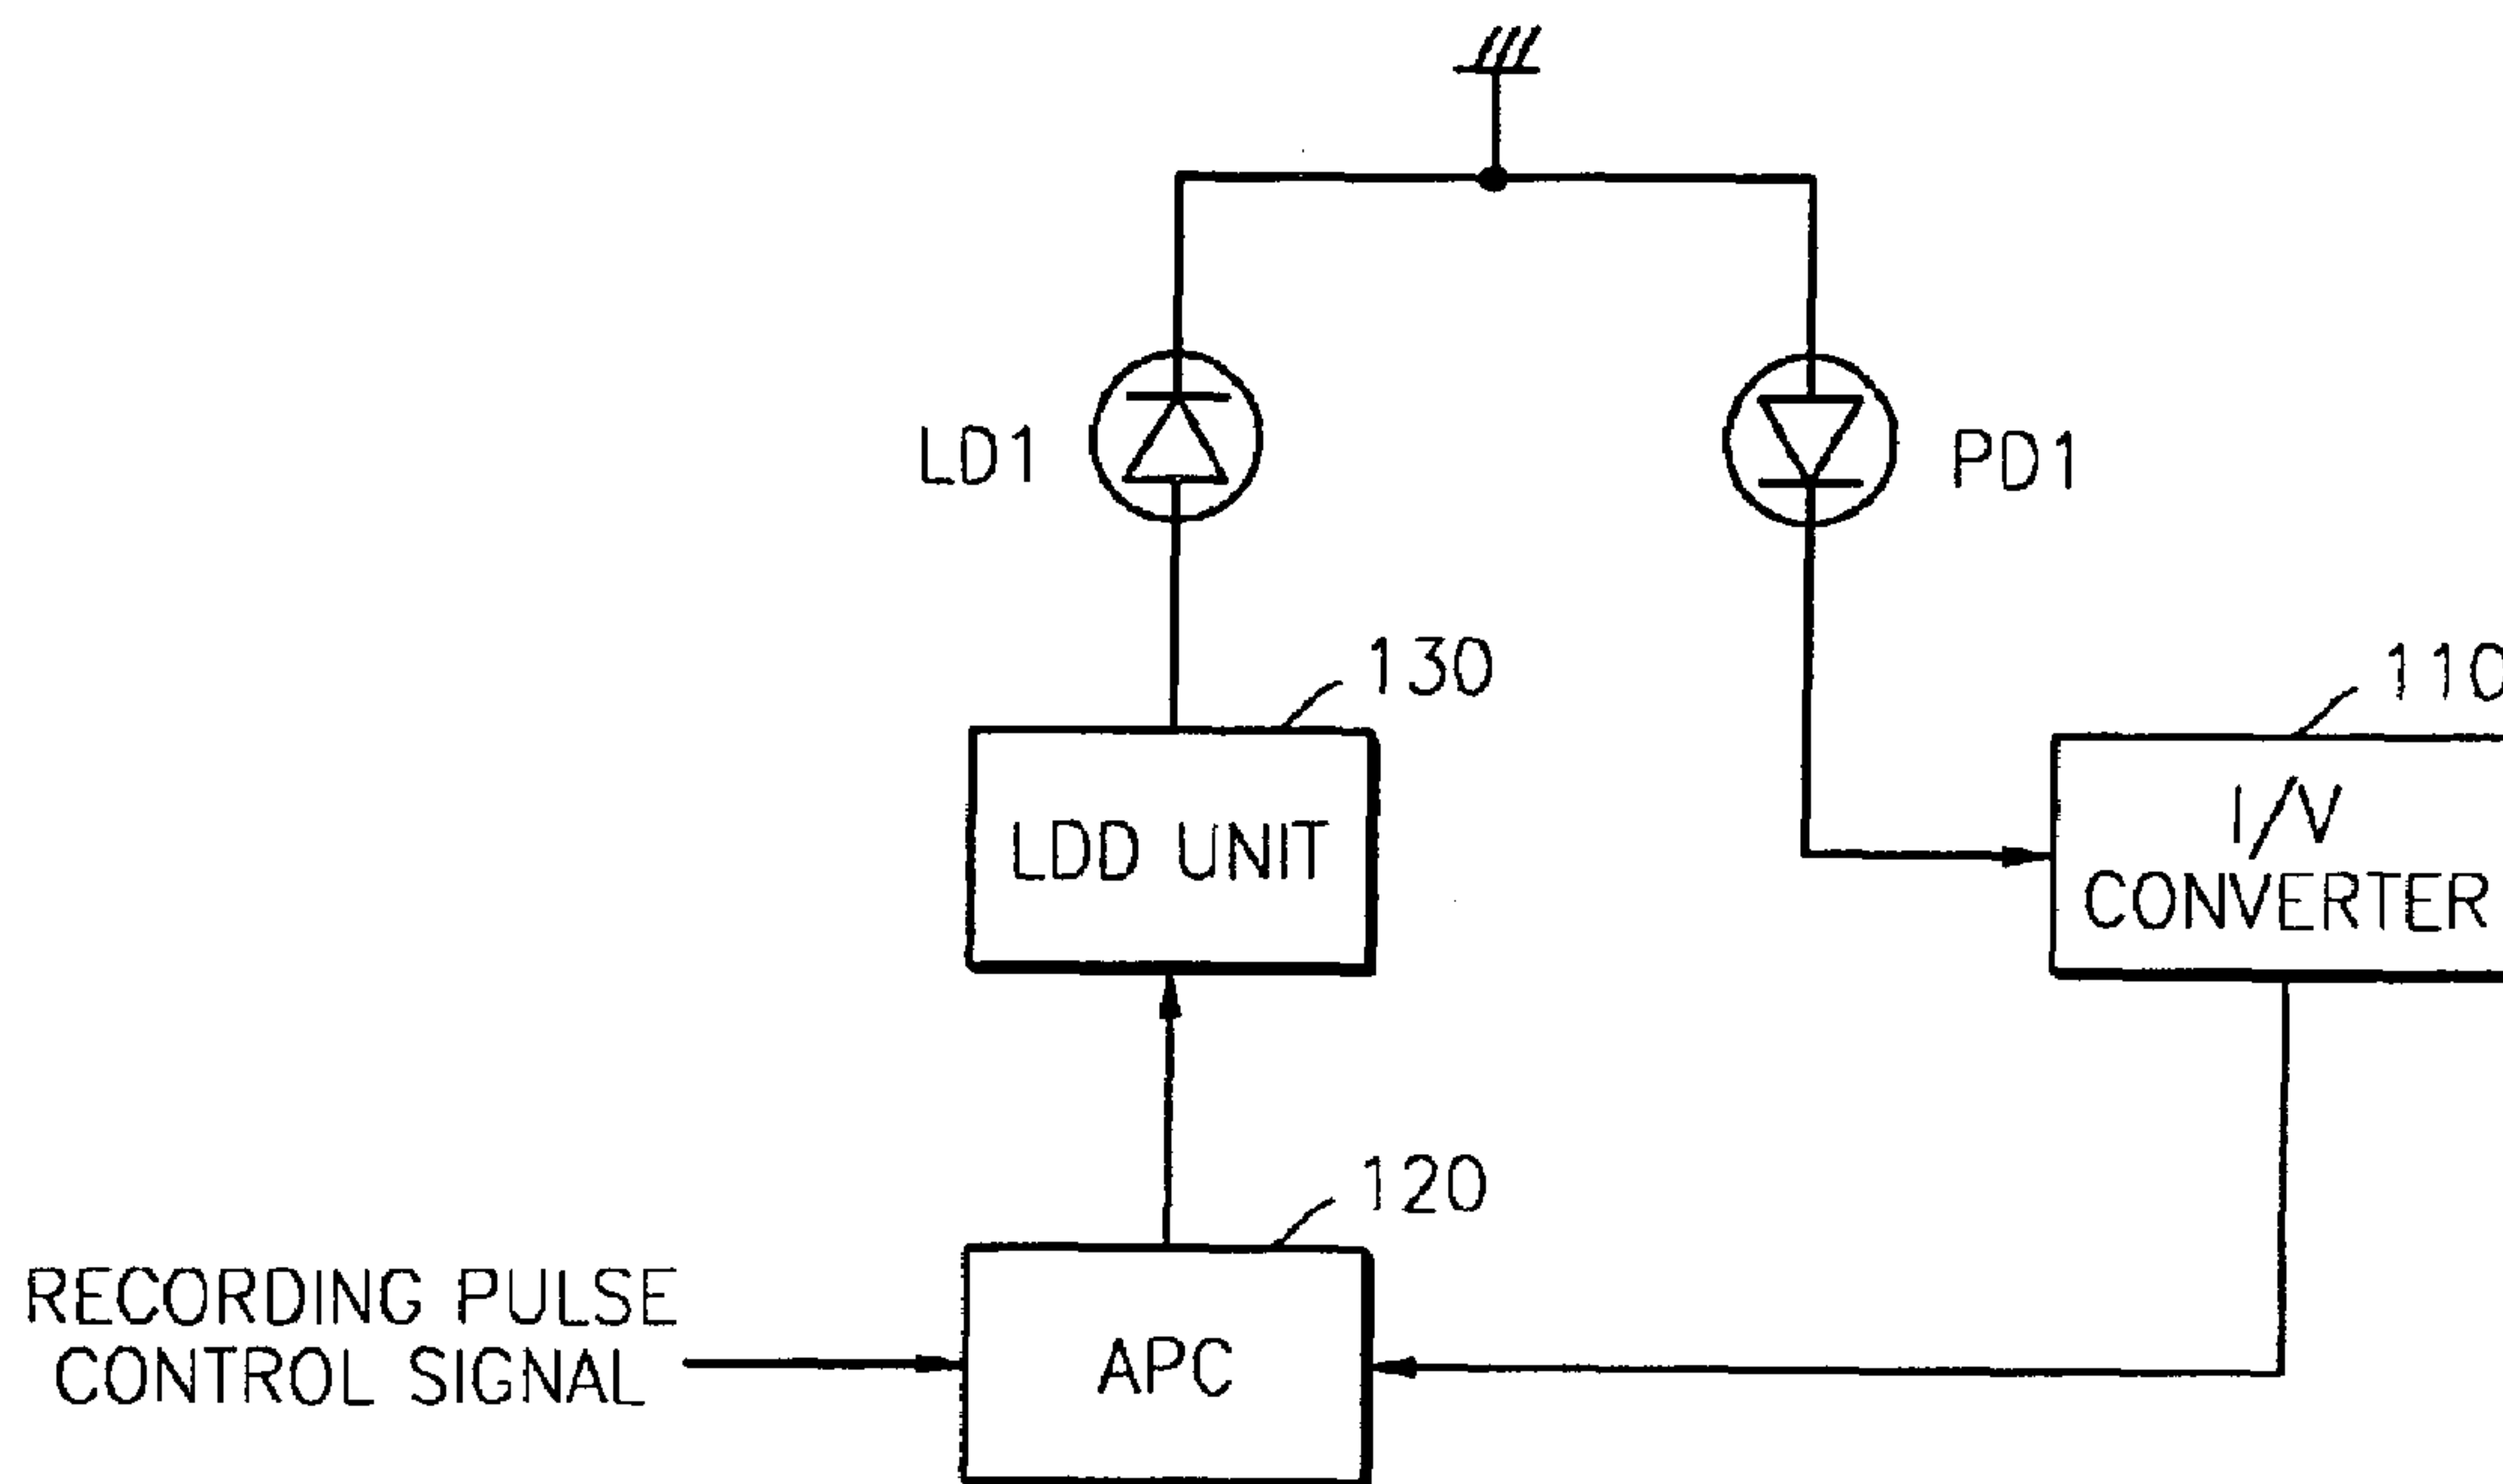 LD1
PD1
130
110
LDD UNIT
I/V
CONVERTER
120
RECORDING PULSE
CONTROL SIGNAL
APC